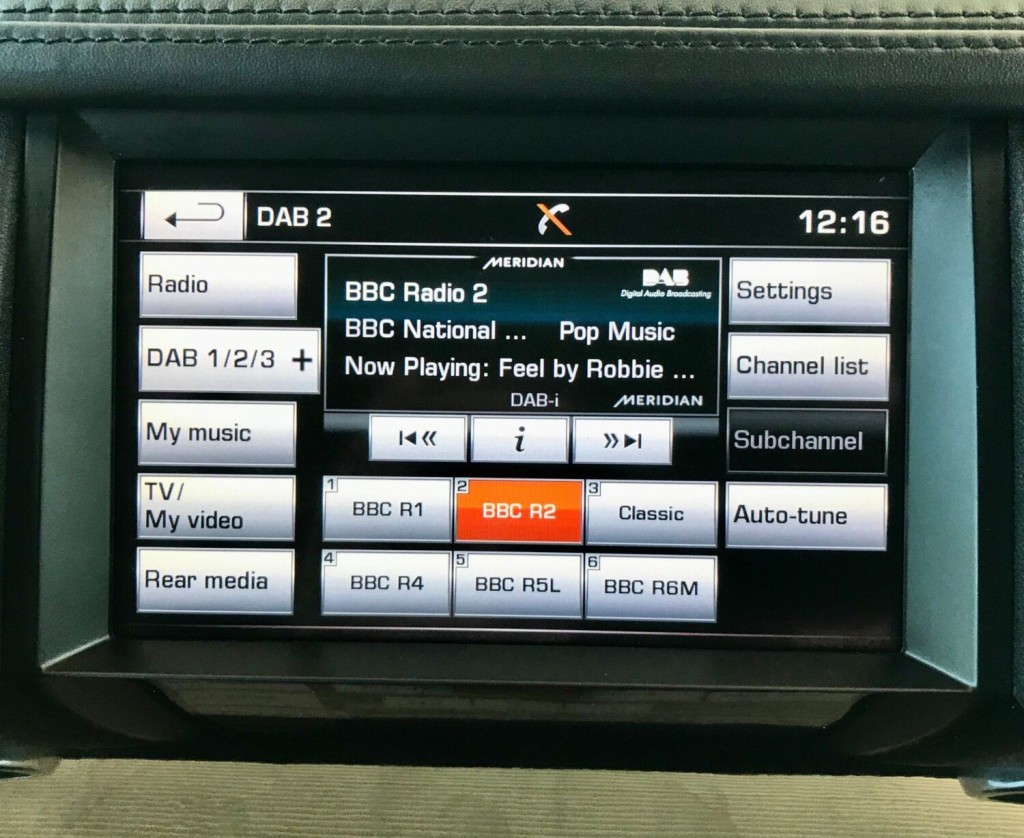 DAB 2
12:16
Radio
DAB 1/2/3 +
My music
TV/
My video
Rear media
MERIDIAN
DAB
Digital Audio Broadcasting
BBC Radio 2
BBC National ... Pop Music
Now Playing: Feel by Robbie ...
DAB-i MERIDIAN
i
1 BBC R1
2 BBC R2
3 Classic
4 BBC R4
5 BBC R5L
6 BBC R6M
Settings
Channel list
Subchannel
Auto-tune